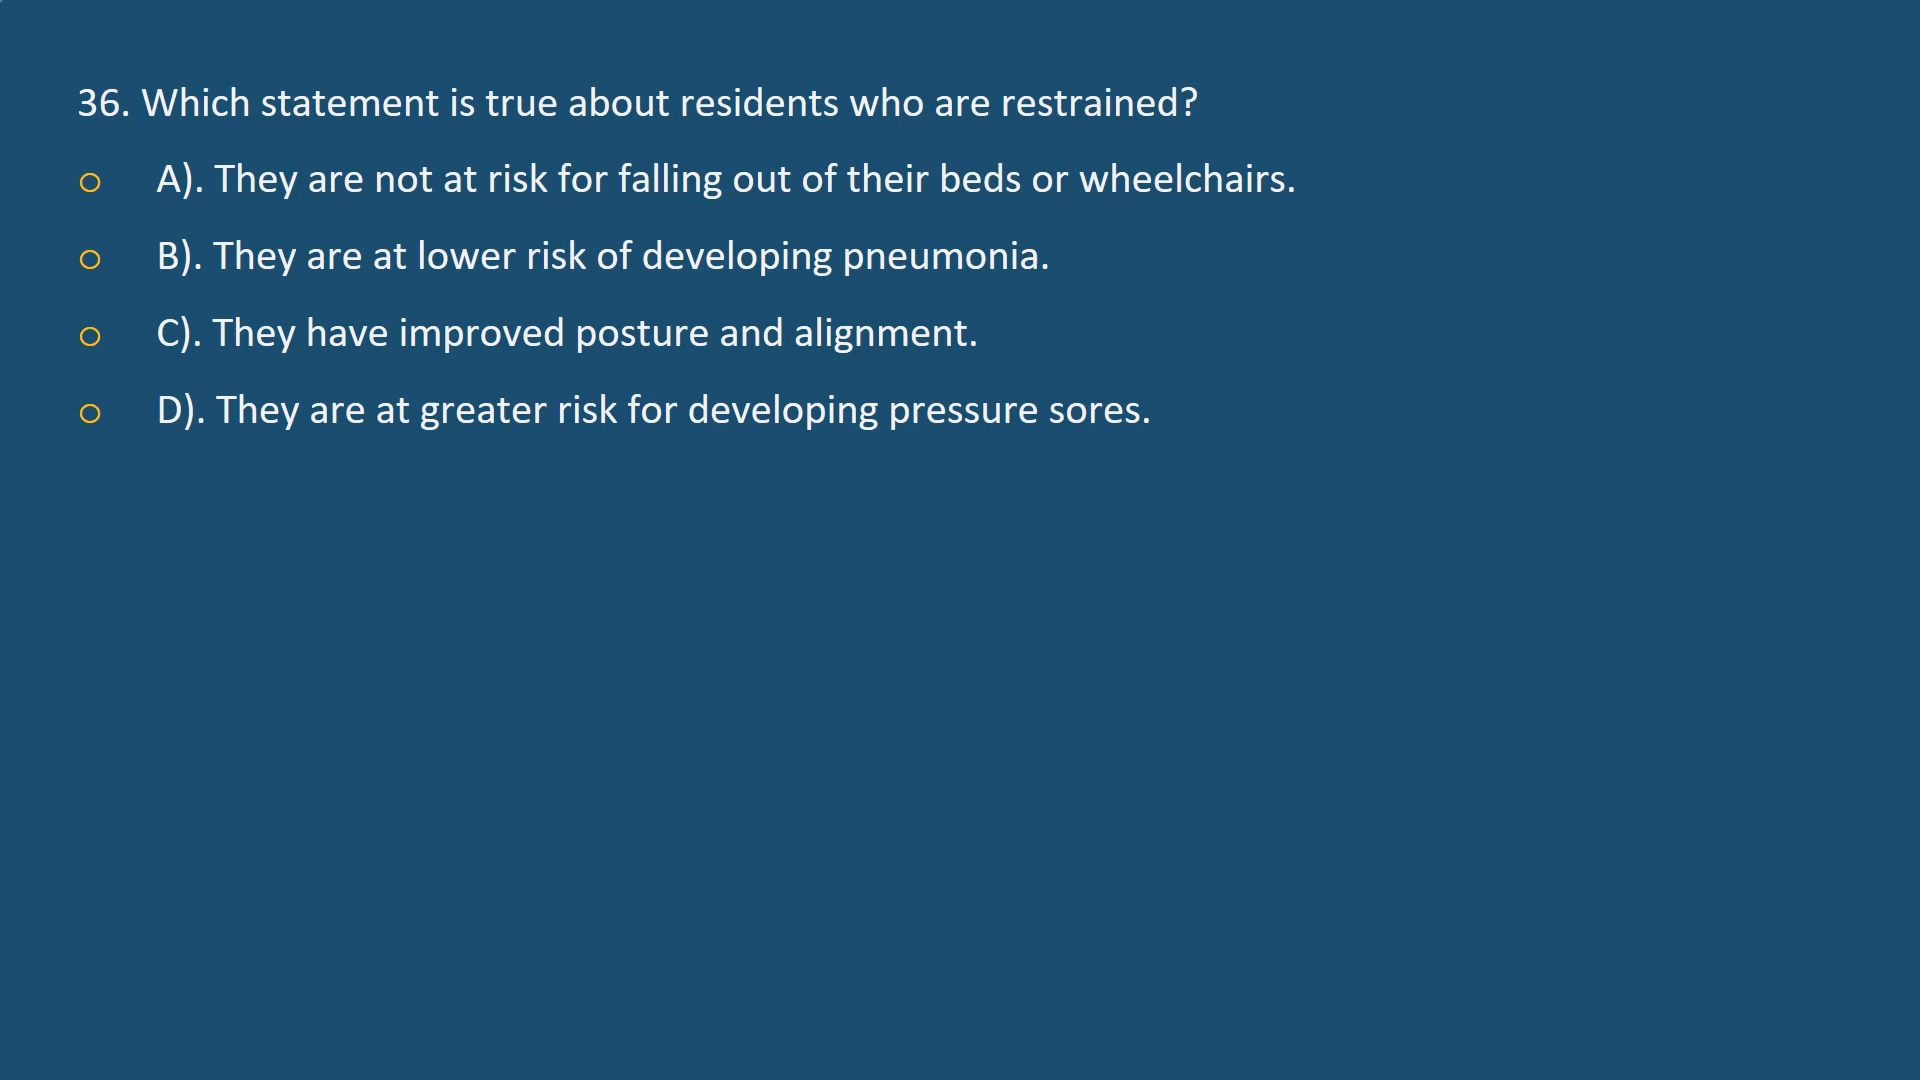 36. Which statement is true about residents who are restrained?
o A). They are not at risk for falling out of their beds or wheelchairs.
o B). They are at lower risk of developing pneumonia.
o C). They have improved posture and alignment.
o D). They are at greater risk for developing pressure sores.